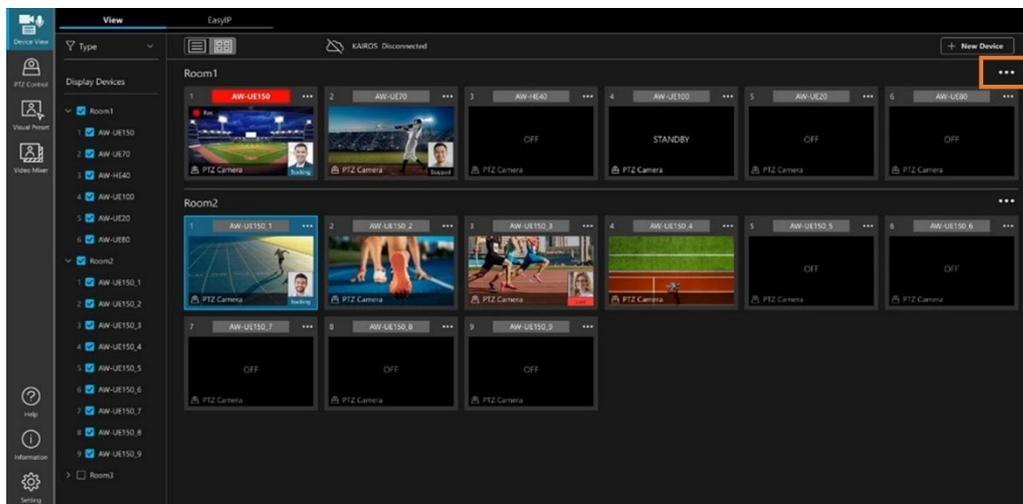 View
EasyIP
Device View
Type
KAIROS Disconnected
+ New Device
PTZ Control
Display Devices
Room1
Visual Preset
Video Mixer
Room1
1 AW-UE150
2 AW-UE70
3 AW-HE40
4 AW-UE100
5 AW-UE20
6 AW-UE80
Room2
1 AW-UE150_1
2 AW-UE150_2
3 AW-UE150_3
4 AW-UE150_4
5 AW-UE150_5
6 AW-UE150_6
7 AW-UE150_7
8 AW-UE150_8
9 AW-UE150_9
Room3
1 AW-UE150
Rec
PTZ Camera
Tracking
2 AW-UE70
PTZ Camera
Stopped
3 AW-HE40
OFF
PTZ Camera
4 AW-UE100
STANDBY
PTZ Camera
5 AW-UE20
OFF
PTZ Camera
6 AW-UE80
OFF
PTZ Camera
Room2
1 AW-UE150_1
PTZ Camera
Tracking
2 AW-UE150_2
PTZ Camera
3 AW-UE150_3
PTZ Camera
Lost
4 AW-UE150_4
PTZ Camera
5 AW-UE150_5
OFF
PTZ Camera
6 AW-UE150_6
OFF
PTZ Camera
7 AW-UE150_7
OFF
PTZ Camera
8 AW-UE150_8
OFF
PTZ Camera
9 AW-UE150_9
OFF
PTZ Camera
Help
Information
Setting